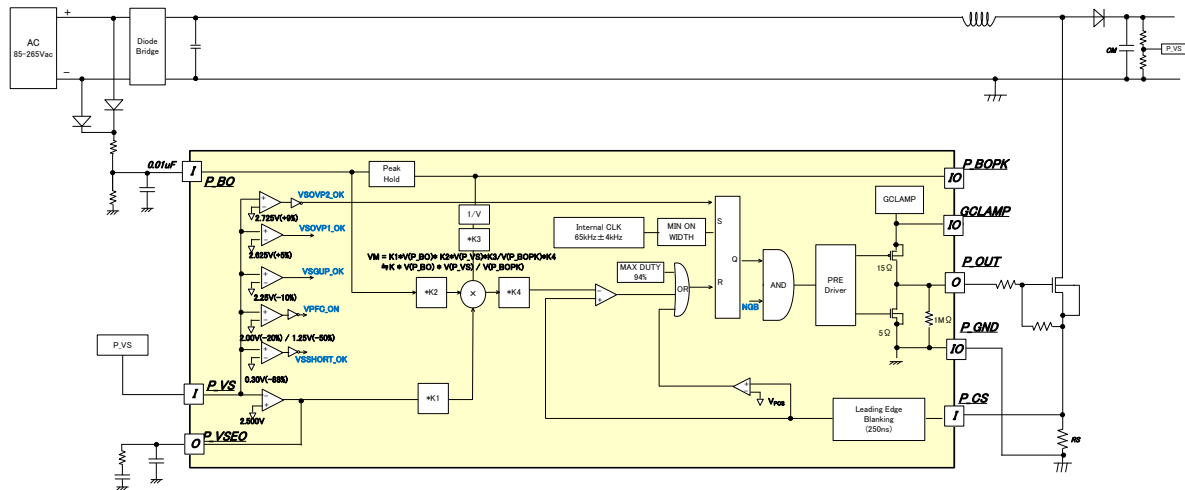 AC
85-265Vac
+
−
Diode
Bridge
CM
P_VS
0.01uF
I
P_BO
Peak
Hold
P_BOPK
IO
VSOVP2_OK
2.725V(+9%)
VSOVP1_OK
2.625V(+5%)
VSGUP_OK
2.25V(-10%)
VPFC_ON
2.00V(-20%) / 1.25V(-50%)
VSSHORT_OK
0.30V(-88%)
2.500V
1/V
*K3
VM = K1*V(P_BO)* K2*V(P_VS)*K3/V(P_BOPK)*K4
≒K * V(P_BO) * V(P_VS) / V(P_BOPK)
*K2
×
*K4
*K1
Internal CLK
65kHz±4kHz
MIN ON
WIDTH
MAX DUTY
94%
OR
S
Q
R
NGB
AND
PRE
Driver
GCLAMP
GCLAMP
IO
15Ω
5Ω
1MΩ
P_OUT
O
P_GND
IO
P_CS
I
VPCS
Leading Edge
Blanking
(250ns)
RS
P_VS
P_VS
I
P_VSEO
O